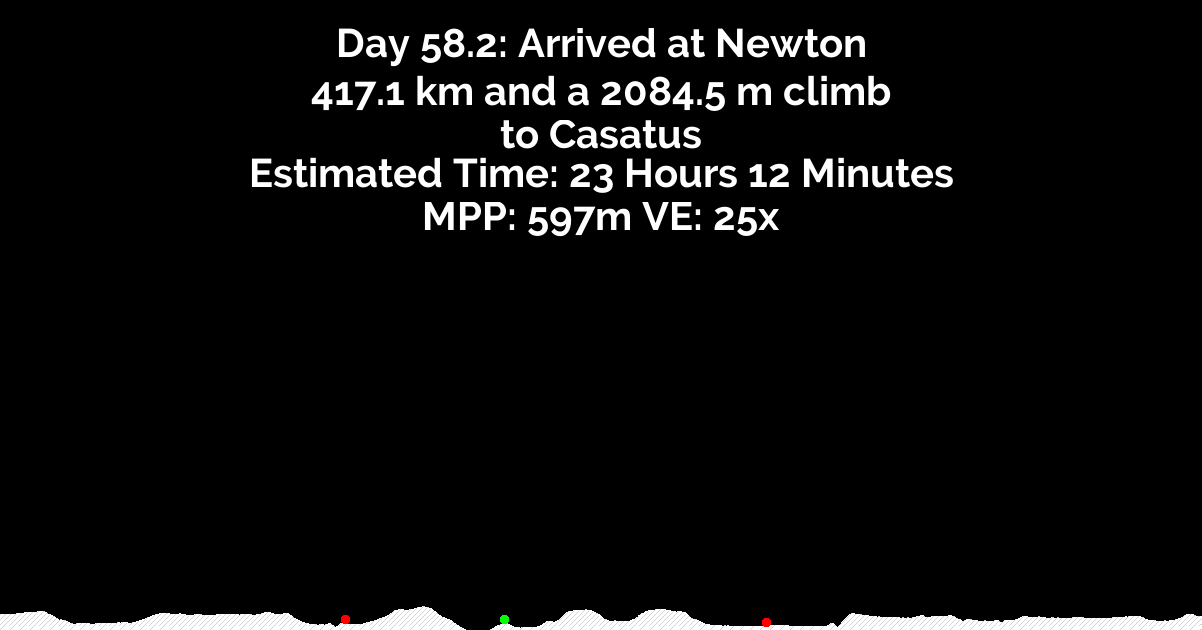 Day 58.2: Arrived at Newton
417.1 km and a 2084.5 m climb
to Casatus
Estimated Time: 23 Hours 12 Minutes
MPP: 597m VE: 25x